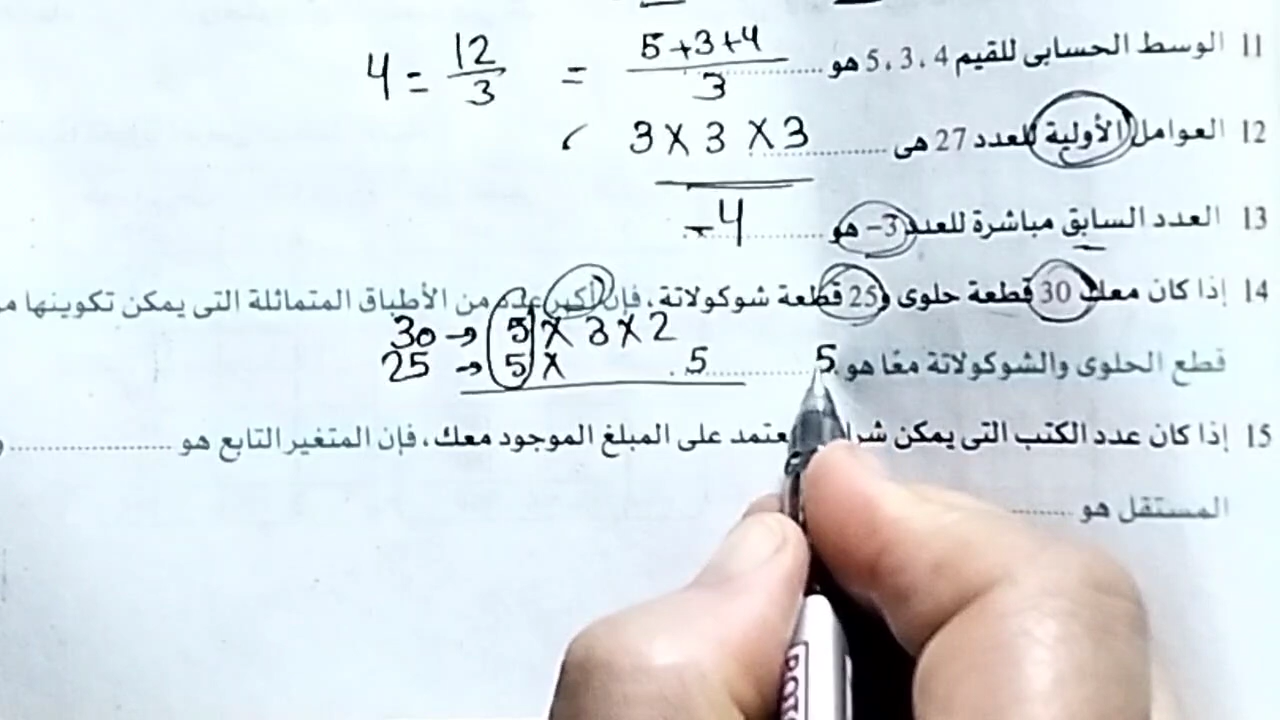 11 الوسط الحسابى للقيم 4 ، 3 ، 5 هو ........ 5+3+4/3 = 12/3 = 4
12 العوامل الأولية للعدد 27 هى ........ 3 × 3 × 3
13 العدد السابق مباشرة للعدد 3− هو ........ −4
14 إذا كان معك 30 قطعة حلوى و 25 قطعة شوكولاتة ، فإن أكبر عدد من الأطباق المتماثلة التى يمكن تكوينها
30 → 5 × 3 × 2
قطع الحلوى والشوكولاتة معًا هو ........ 5
25 → 5 × 5
15 إذا كان عدد الكتب التى يمكن يعتمد على المبلغ الموجود معك ، فإن المتغير التابع هو ........
المستقل هو ........